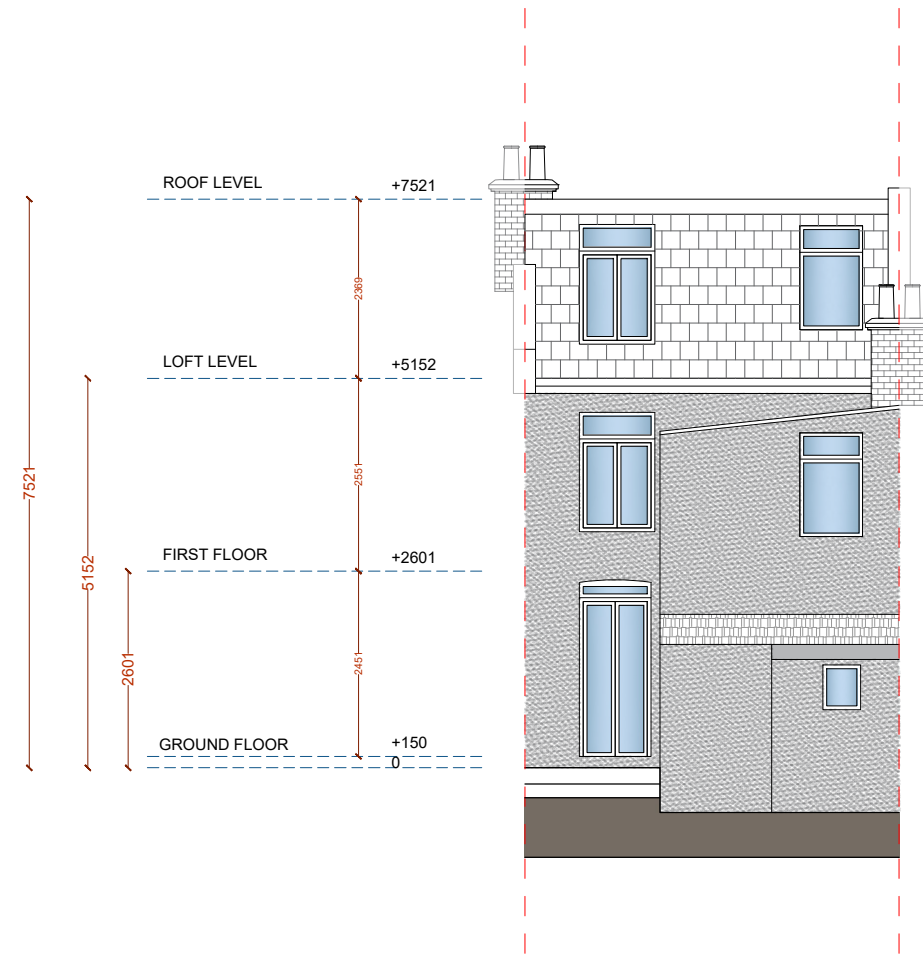 ROOF LEVEL +7521
2369
LOFT LEVEL +5152
7521
2551
FIRST FLOOR +2601
5152
2601
2451
GROUND FLOOR +150
0